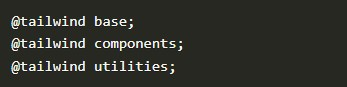 @tailwind base;
@tailwind components;
@tailwind utilities;